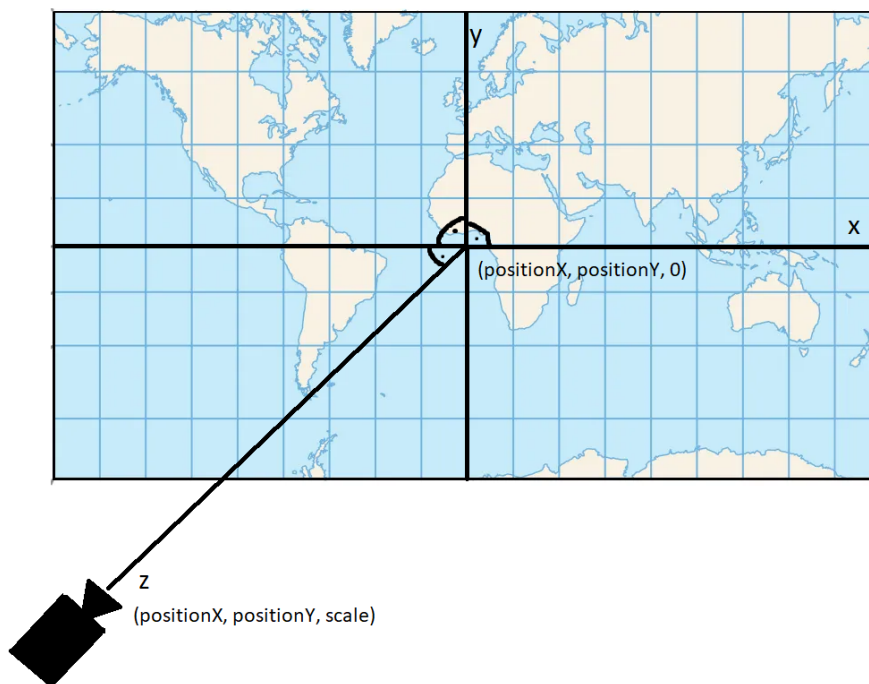 y
x
(positionX, positionY, 0)
z
(positionX, positionY, scale)